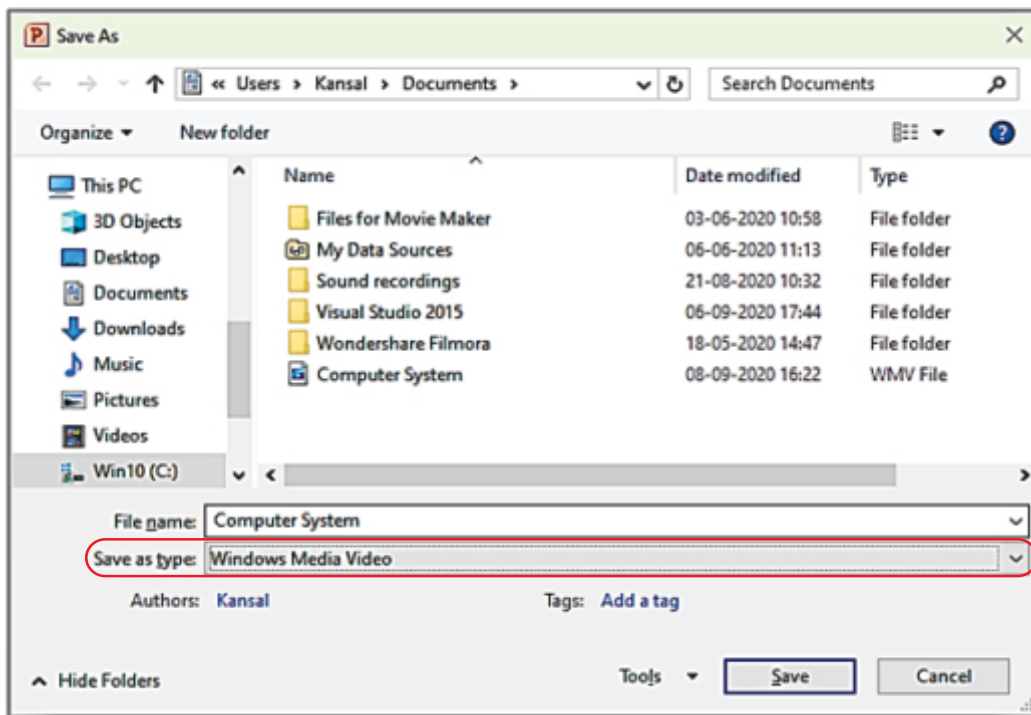 Save As
« Users › Kansal › Documents ›
Search Documents
Organize
New folder
Name
Date modified
Type
This PC
3D Objects
Desktop
Documents
Downloads
Music
Pictures
Videos
Win10 (C:)
Files for Movie Maker 03-06-2020 10:58 File folder
My Data Sources 06-06-2020 11:13 File folder
Sound recordings 21-08-2020 10:32 File folder
Visual Studio 2015 06-09-2020 17:44 File folder
Wondershare Filmora 18-05-2020 14:47 File folder
Computer System 08-09-2020 16:22 WMV File
File name: Computer System
Save as type: Windows Media Video
Authors: Kansal Tags: Add a tag
Hide Folders
Tools
Save
Cancel